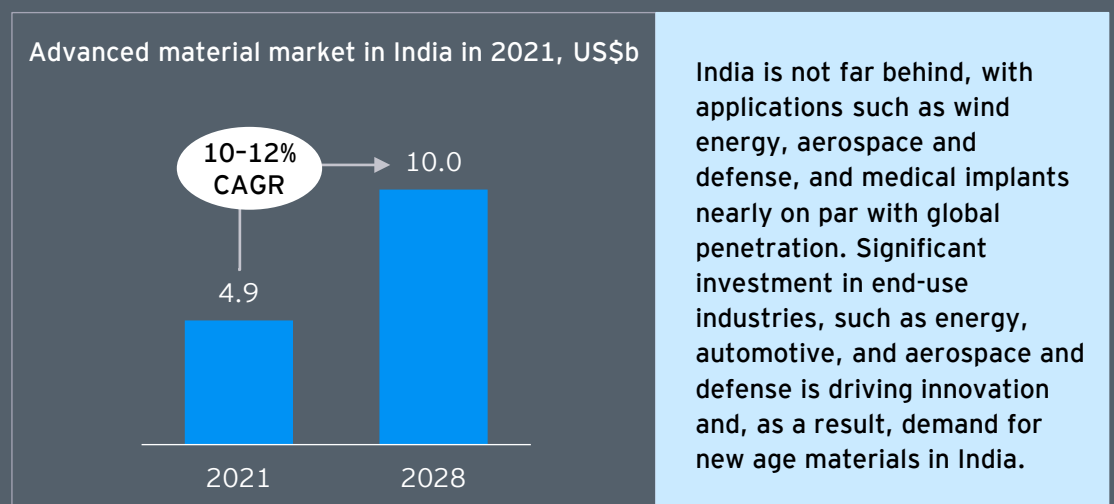 Advanced material market in India in 2021, US$b
10–12%
CAGR
10.0
4.9
2021
2028
India is not far behind, with
applications such as wind
energy, aerospace and
defense, and medical implants
nearly on par with global
penetration. Significant
investment in end-use
industries, such as energy,
automotive, and aerospace and
defense is driving innovation
and, as a result, demand for
new age materials in India.